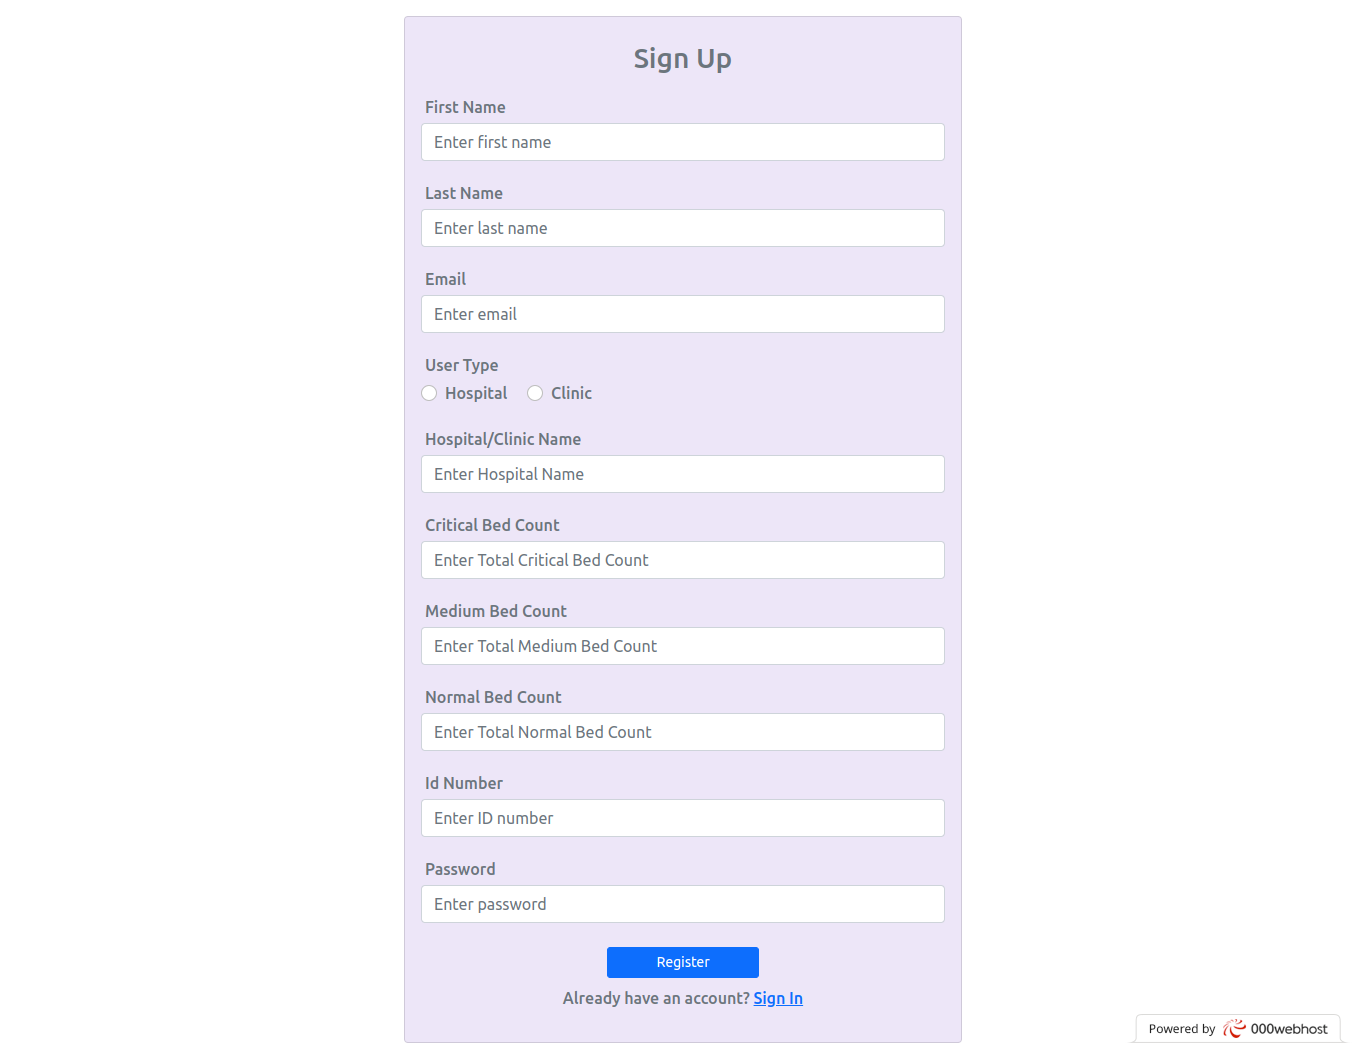 Sign Up
First Name
Enter first name
Last Name
Enter last name
Email
Enter email
User Type
Hospital Clinic
Hospital/Clinic Name
Enter Hospital Name
Critical Bed Count
Enter Total Critical Bed Count
Medium Bed Count
Enter Total Medium Bed Count
Normal Bed Count
Enter Total Normal Bed Count
Id Number
Enter ID number
Password
Enter password
Register
Already have an account? Sign In
Powered by 000webhost